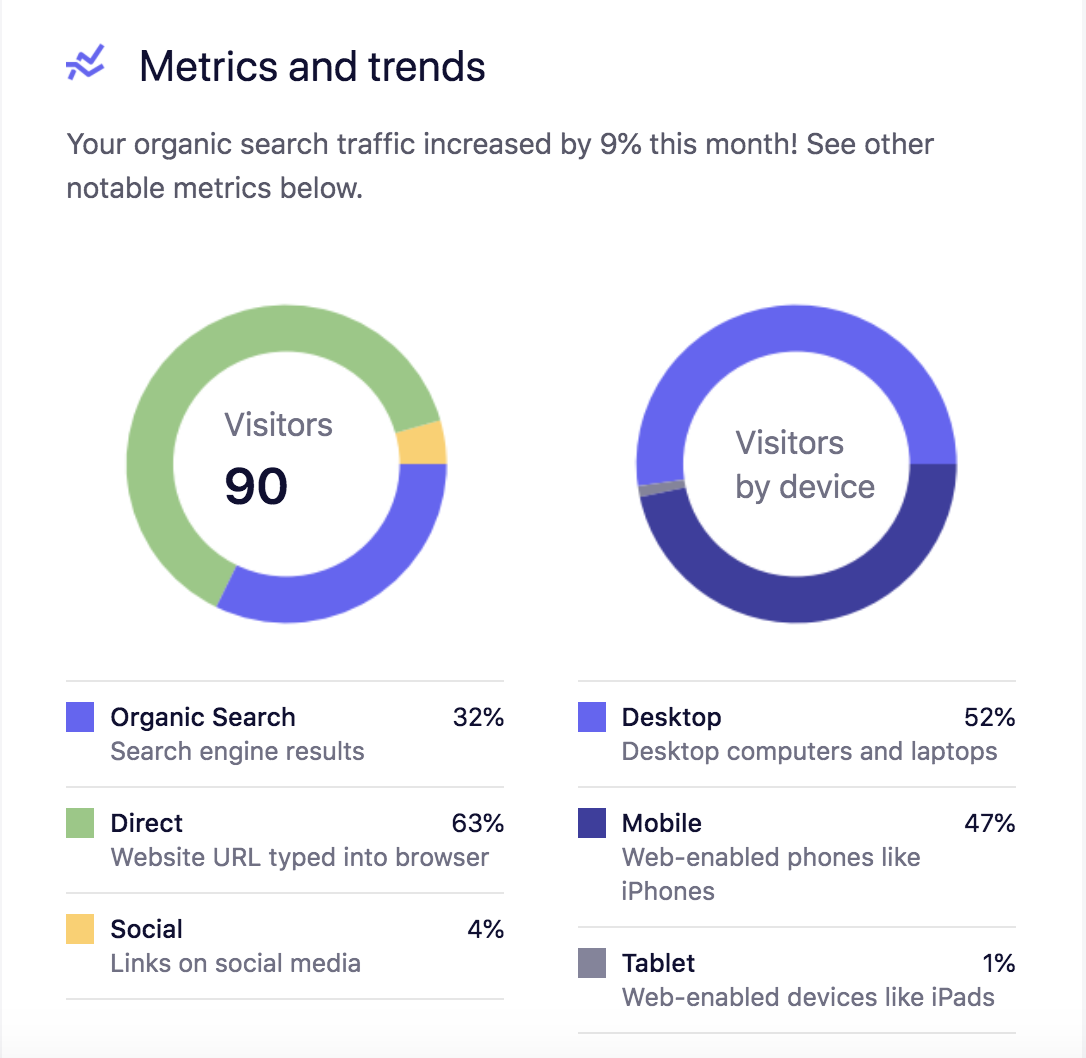 Metrics and trends
Your organic search traffic increased by 9% this month! See other
notable metrics below.
Visitors
90
Visitors
by device
Organic Search 32%
Search engine results
Direct 63%
Website URL typed into browser
Social 4%
Links on social media
Desktop 52%
Desktop computers and laptops
Mobile 47%
Web-enabled phones like
iPhones
Tablet 1%
Web-enabled devices like iPads